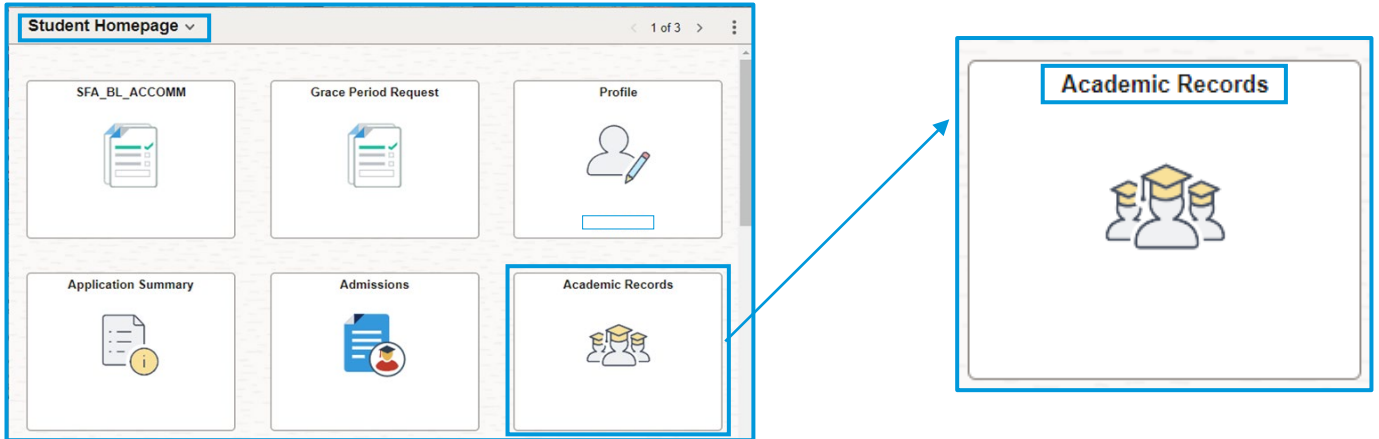 Student Homepage
1 of 3
SFA_BL_ACCOMM
Grace Period Request
Profile
Application Summary
Admissions
Academic Records
Academic Records